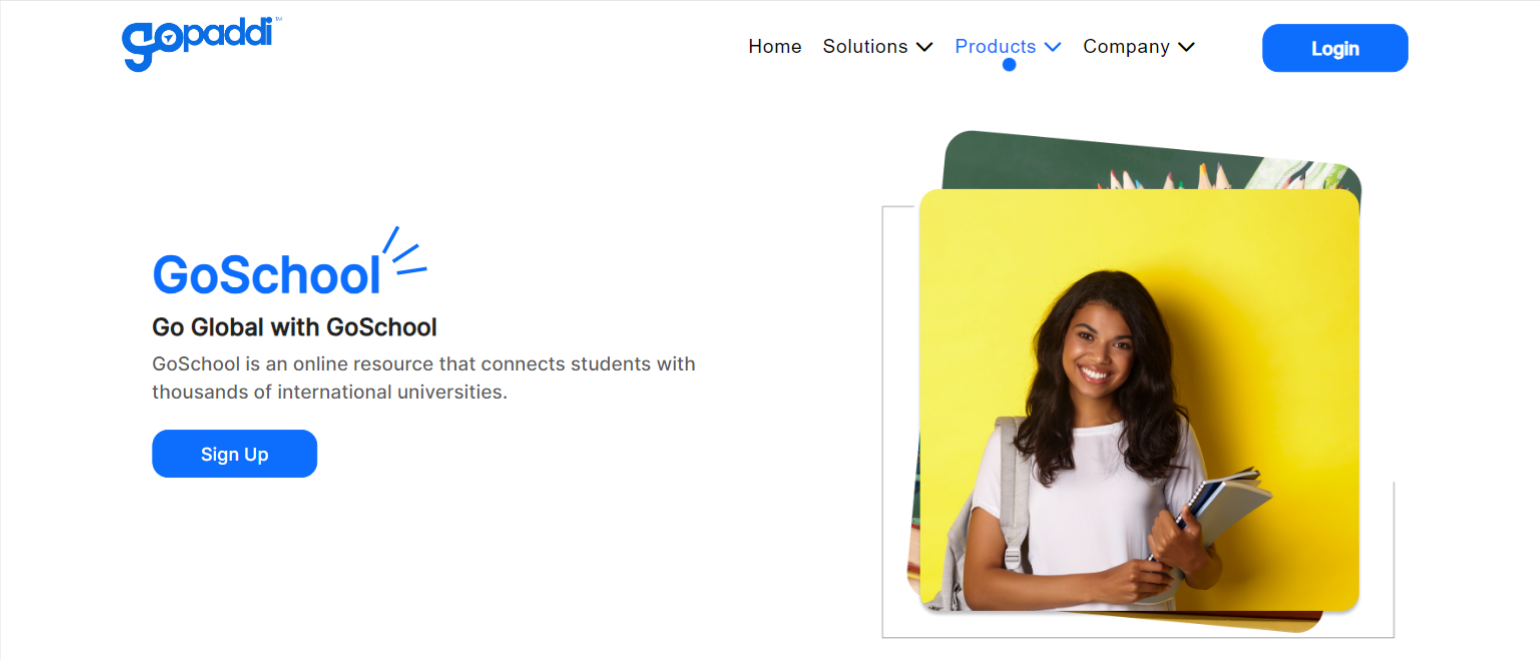 gopaddi™
Home Solutions Products Company Login
GoSchool
Go Global with GoSchool
GoSchool is an online resource that connects students with
thousands of international universities.
Sign Up